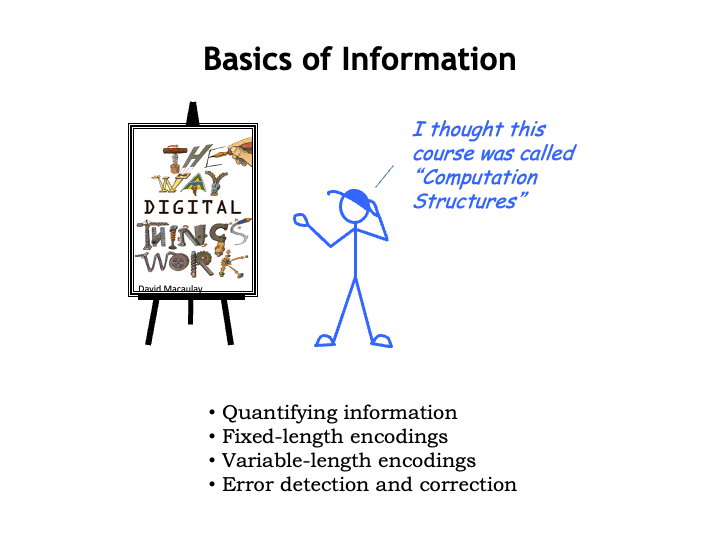 Basics of Information
THE
WAY
DIGITAL
THINGS
WORK
David Macaulay
I thought this
course was called
“Computation
Structures”
• Quantifying information
• Fixed-length encodings
• Variable-length encodings
• Error detection and correction